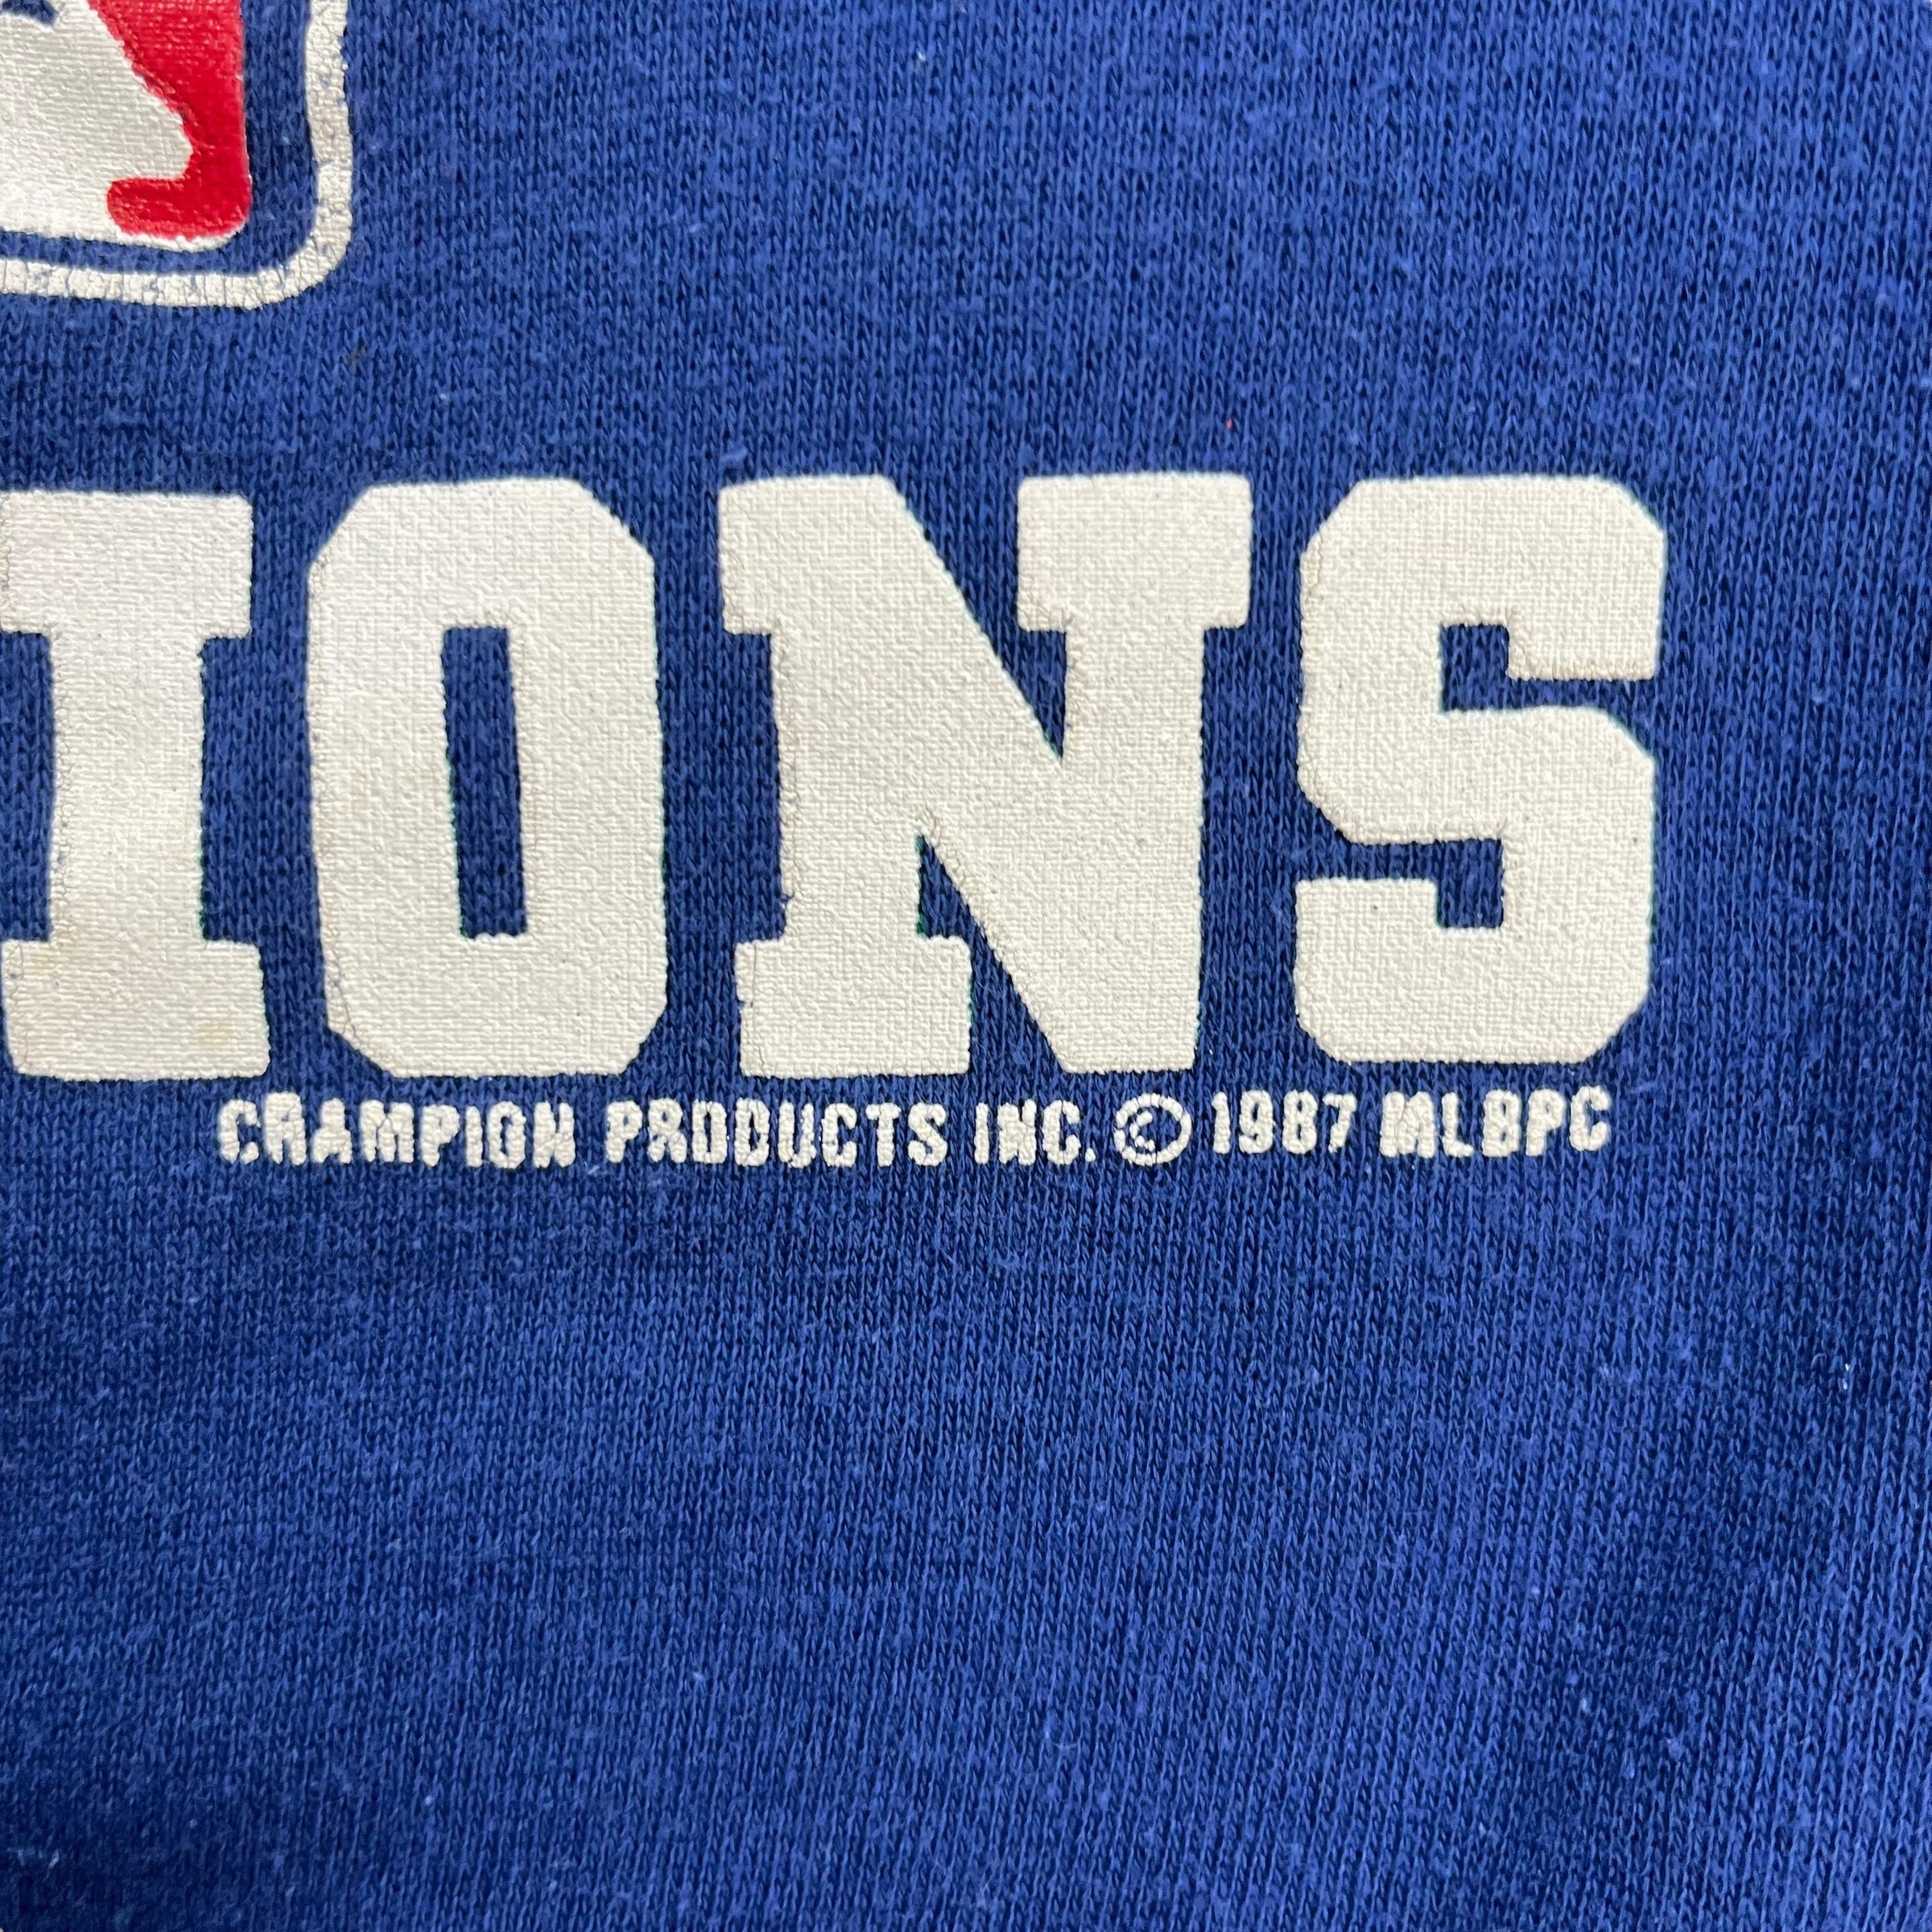 IONS
CHAMPION PRODUCTS INC. © 1987 MLBPC